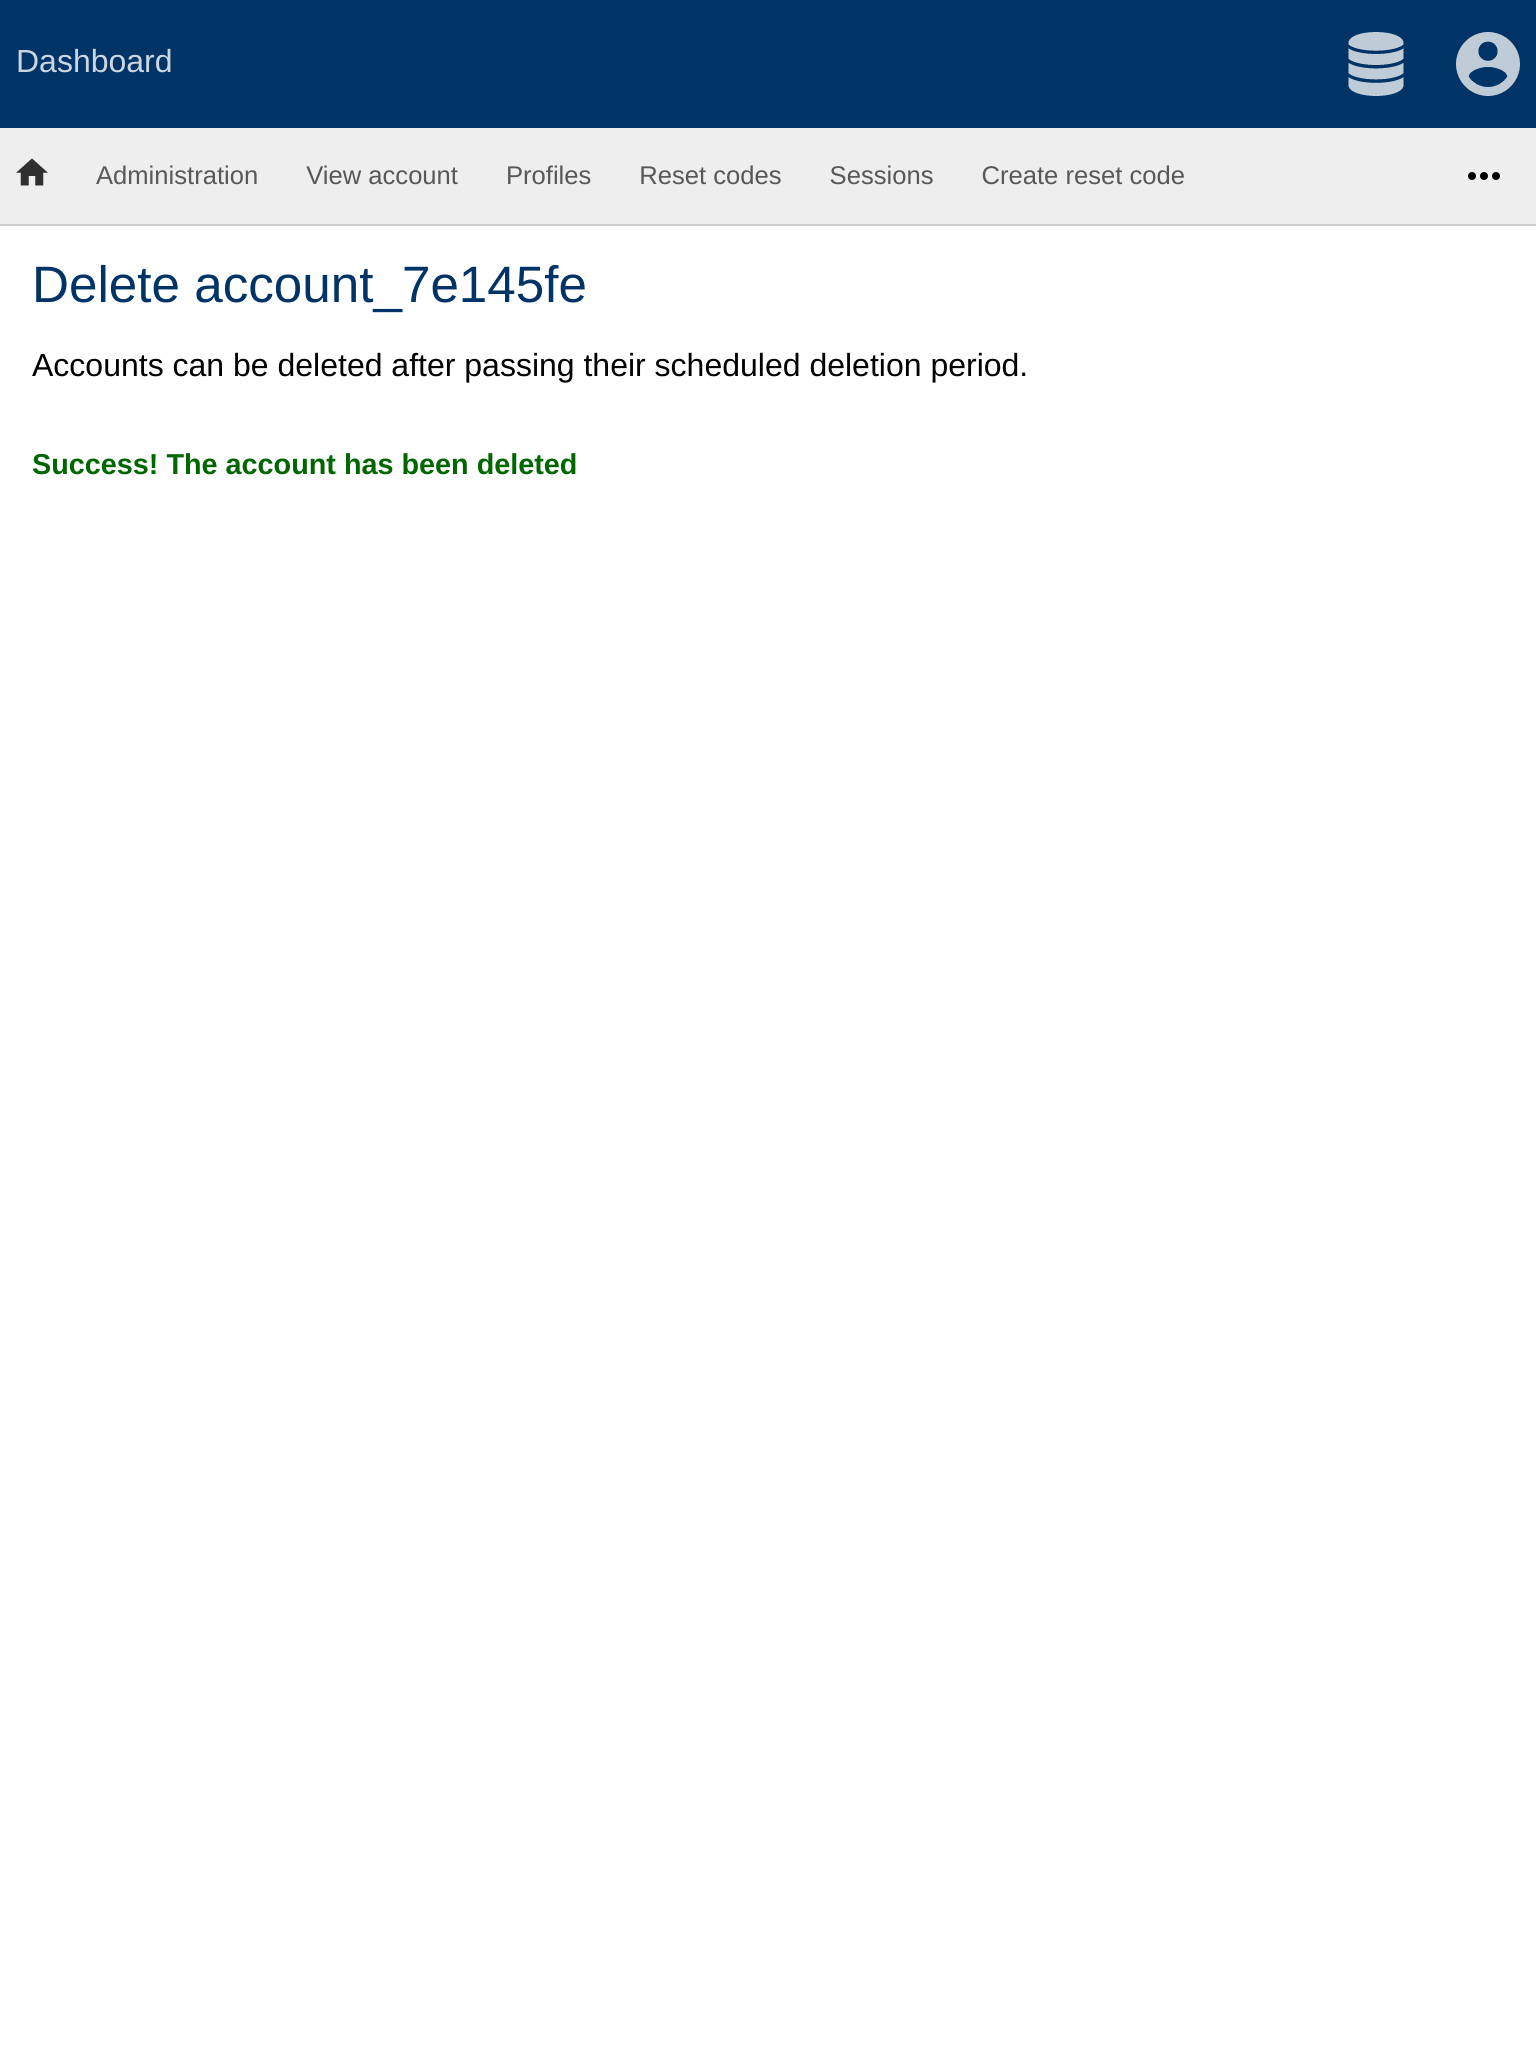 Dashboard
Administration View account Profiles Reset codes Sessions Create reset code
Delete account_7e145fe
Accounts can be deleted after passing their scheduled deletion period.
Success! The account has been deleted